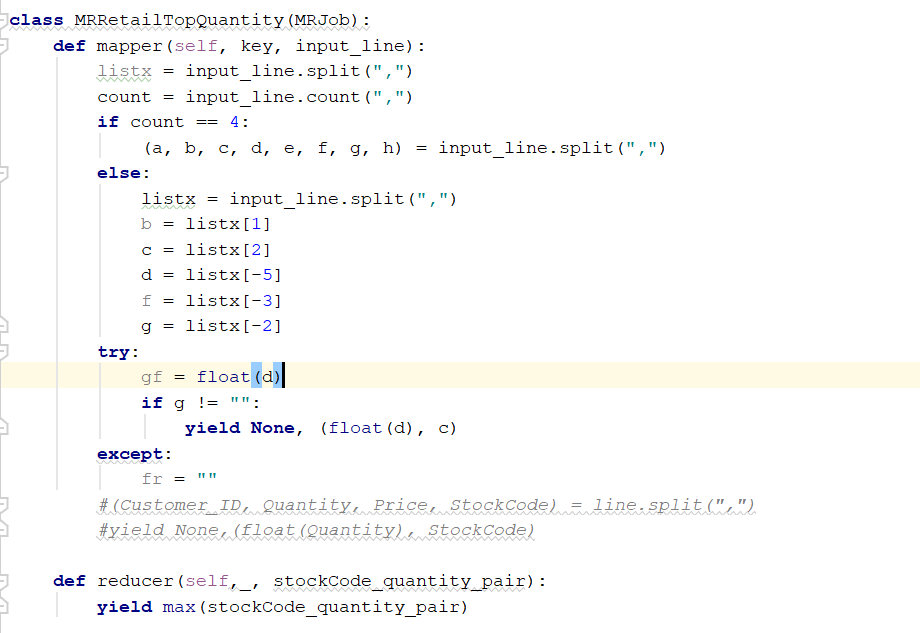 class MRRetailTopQuantity(MRJob):
    def mapper(self, key, input_line):
        listx = input_line.split(",")
        count = input_line.count(",")
        if count == 4:
            (a, b, c, d, e, f, g, h) = input_line.split(",")
        else:
            listx = input_line.split(",")
            b = listx[1]
            c = listx[2]
            d = listx[-5]
            f = listx[-3]
            g = listx[-2]
        try:
            gf = float(d)
            if g != "":
                yield None, (float(d), c)
        except:
            fr = ""
        #(Customer_ID, Quantity, Price, StockCode) = line.split(",")
        #yield None,(float(Quantity), StockCode)
    def reducer(self,_, stockCode_quantity_pair):
        yield max(stockCode_quantity_pair)